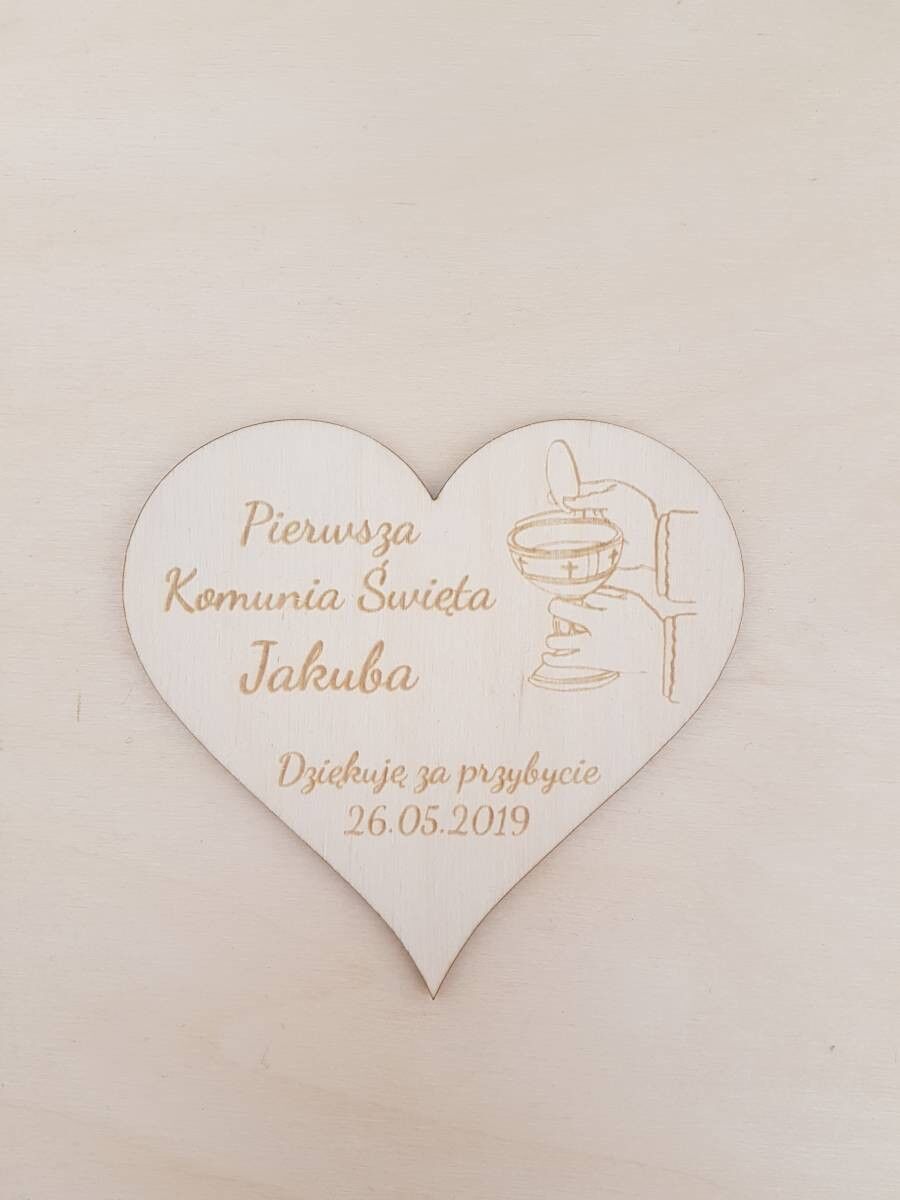 Pierwsza
Komunia Święta
Jakuba
Dziękuję za przybycie
26.05.2019